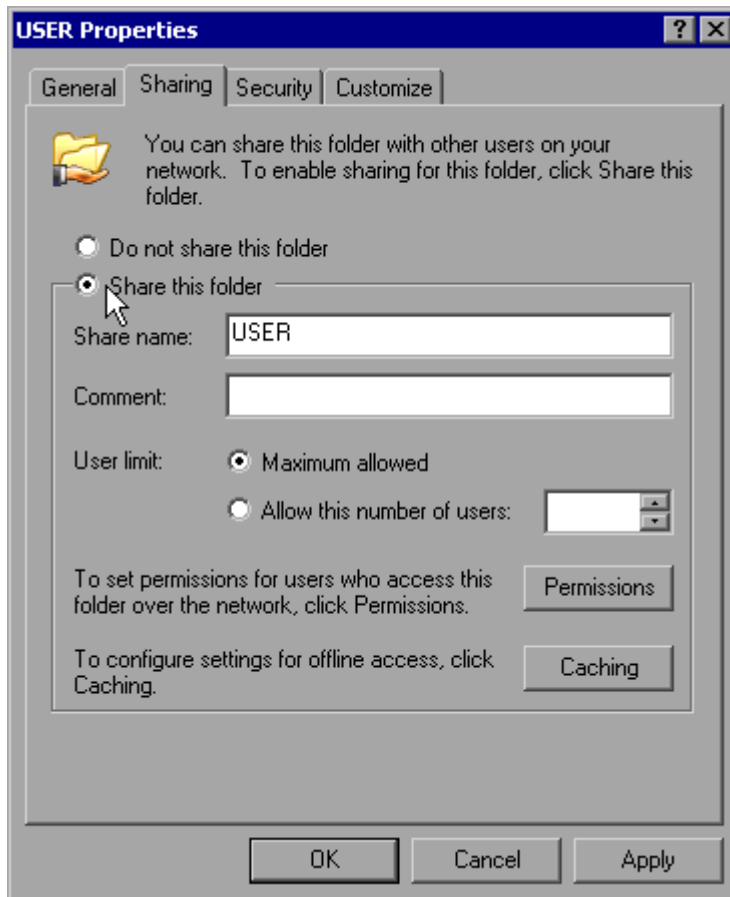 USER Properties
General Sharing Security Customize
You can share this folder with other users on your
network. To enable sharing for this folder, click Share this
folder.
Do not share this folder
Share this folder
Share name: USER
Comment:
User limit: Maximum allowed
Allow this number of users:
To set permissions for users who access this
folder over the network, click Permissions.
Permissions
To configure settings for offline access, click
Caching.
Caching
OK Cancel Apply